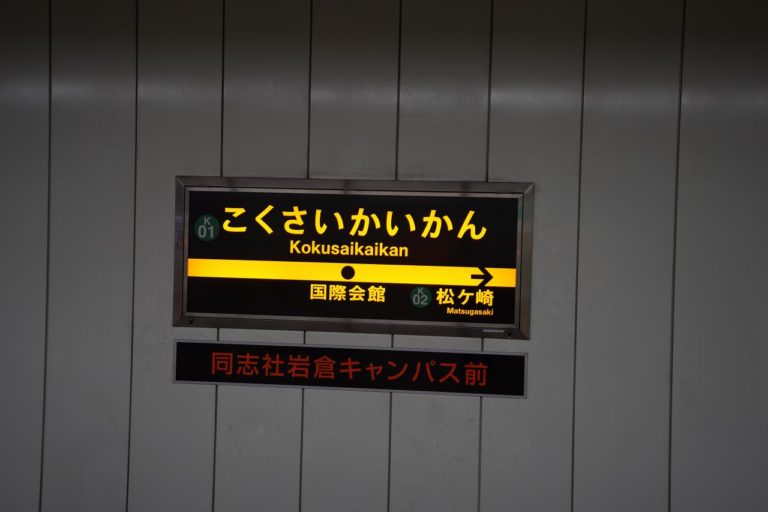 K
01
こくさいかいかん
Kokusaikaikan
国際会館
K
02
松ケ崎
Matsugasaki
同志社岩倉キャンパス前